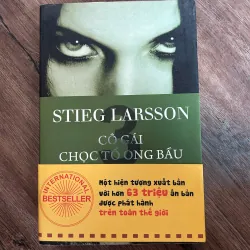 STIEG LARSSON
CÔ GÁI
CHỌC TỔ ONG BẦU
INTERNATIONAL
BESTSELLER
Một hiện tượng xuất bản
với hơn 63 triệu ấn bản
được phát hành
trên toàn thế giới